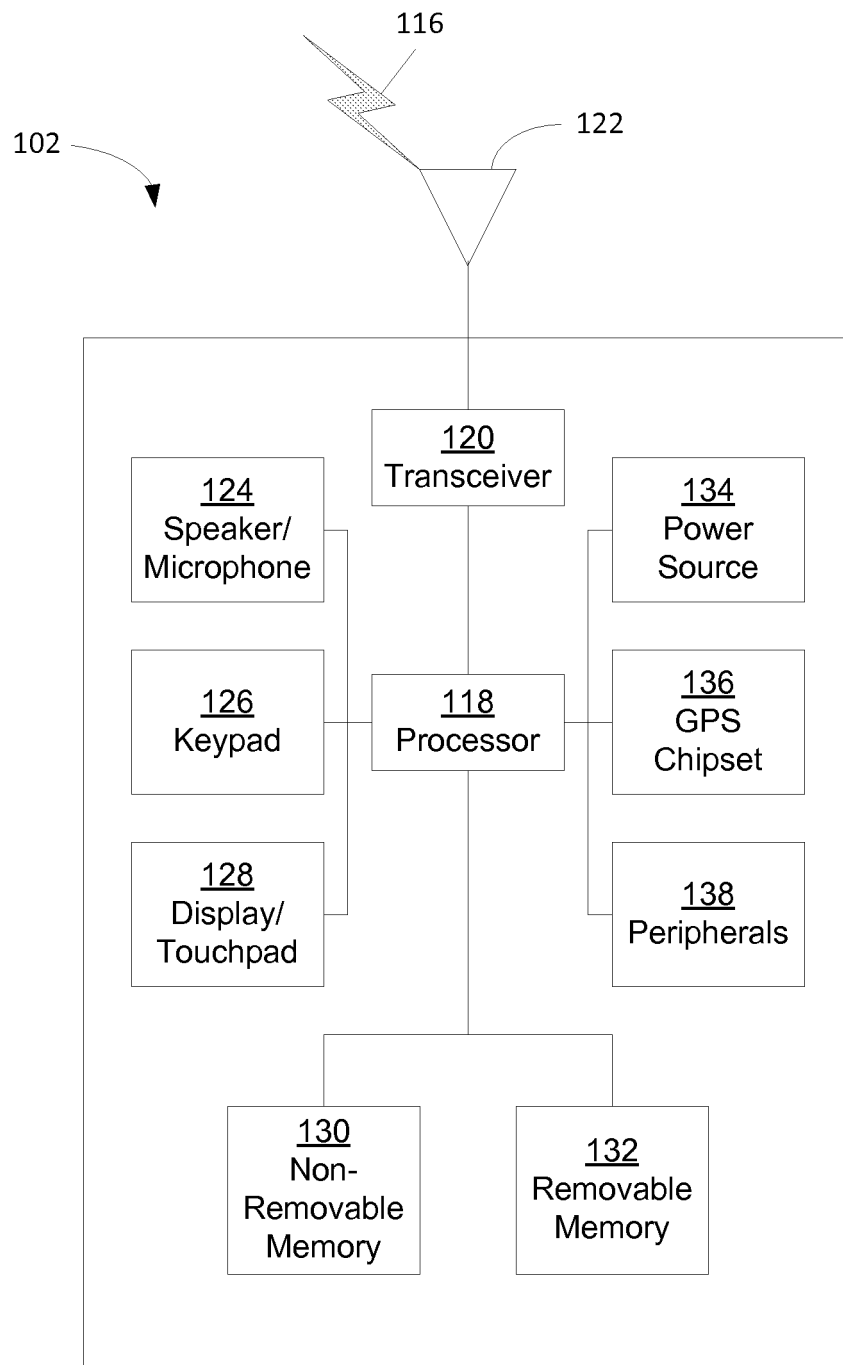 116
122
102
120
Transceiver
124
Speaker/
Microphone
134
Power
Source
126
Keypad
118
Processor
136
GPS
Chipset
128
Display/
Touchpad
138
Peripherals
130
Non-
Removable
Memory
132
Removable
Memory